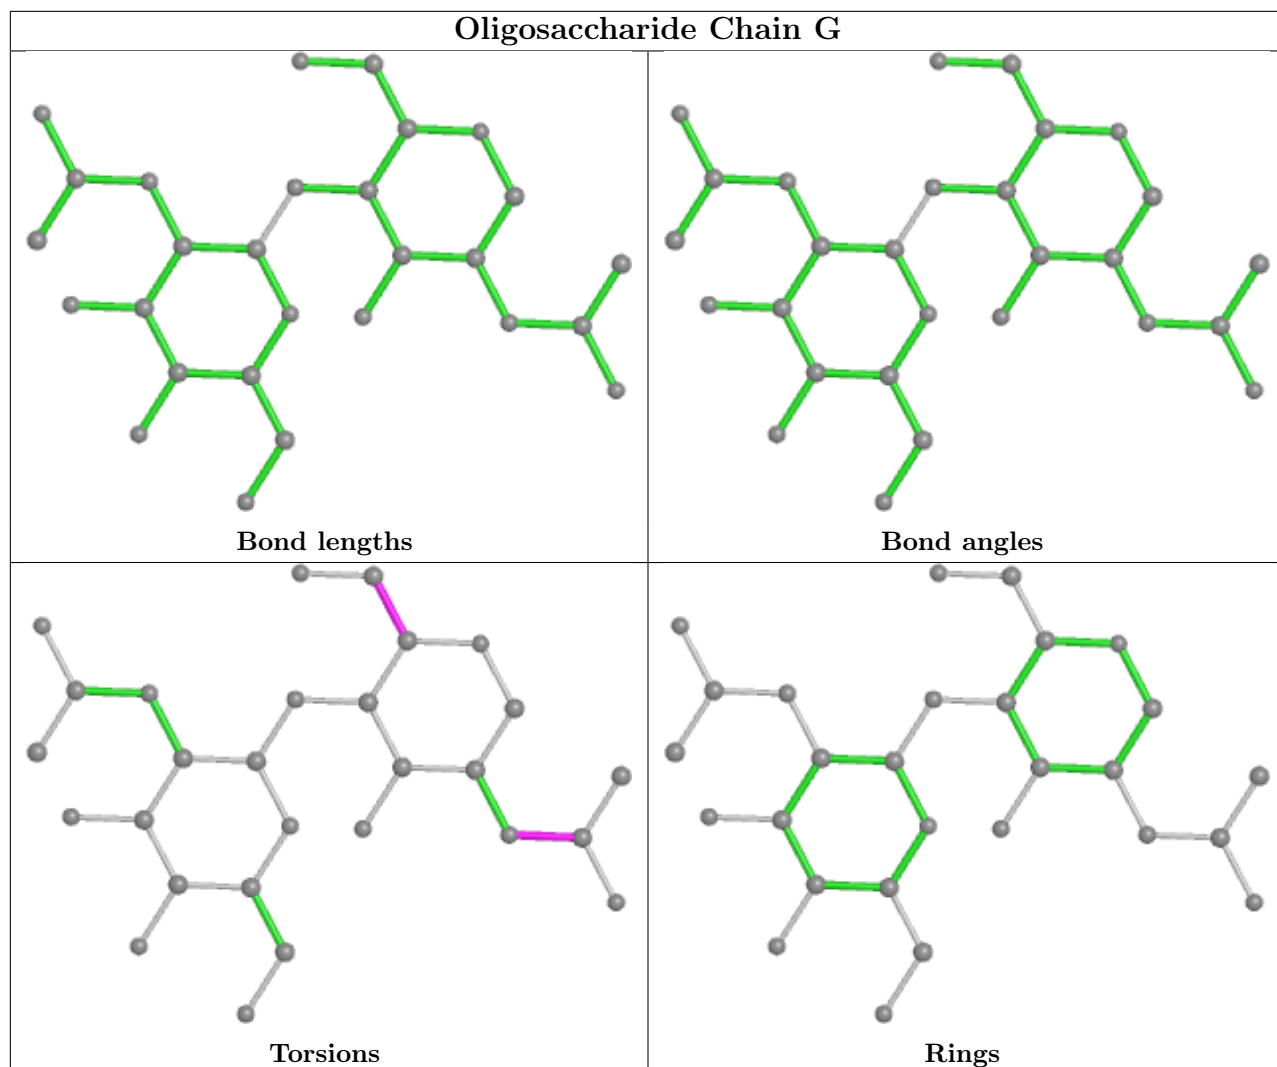 Oligosaccharide Chain G
Bond lengths
Bond angles
Torsions
Rings